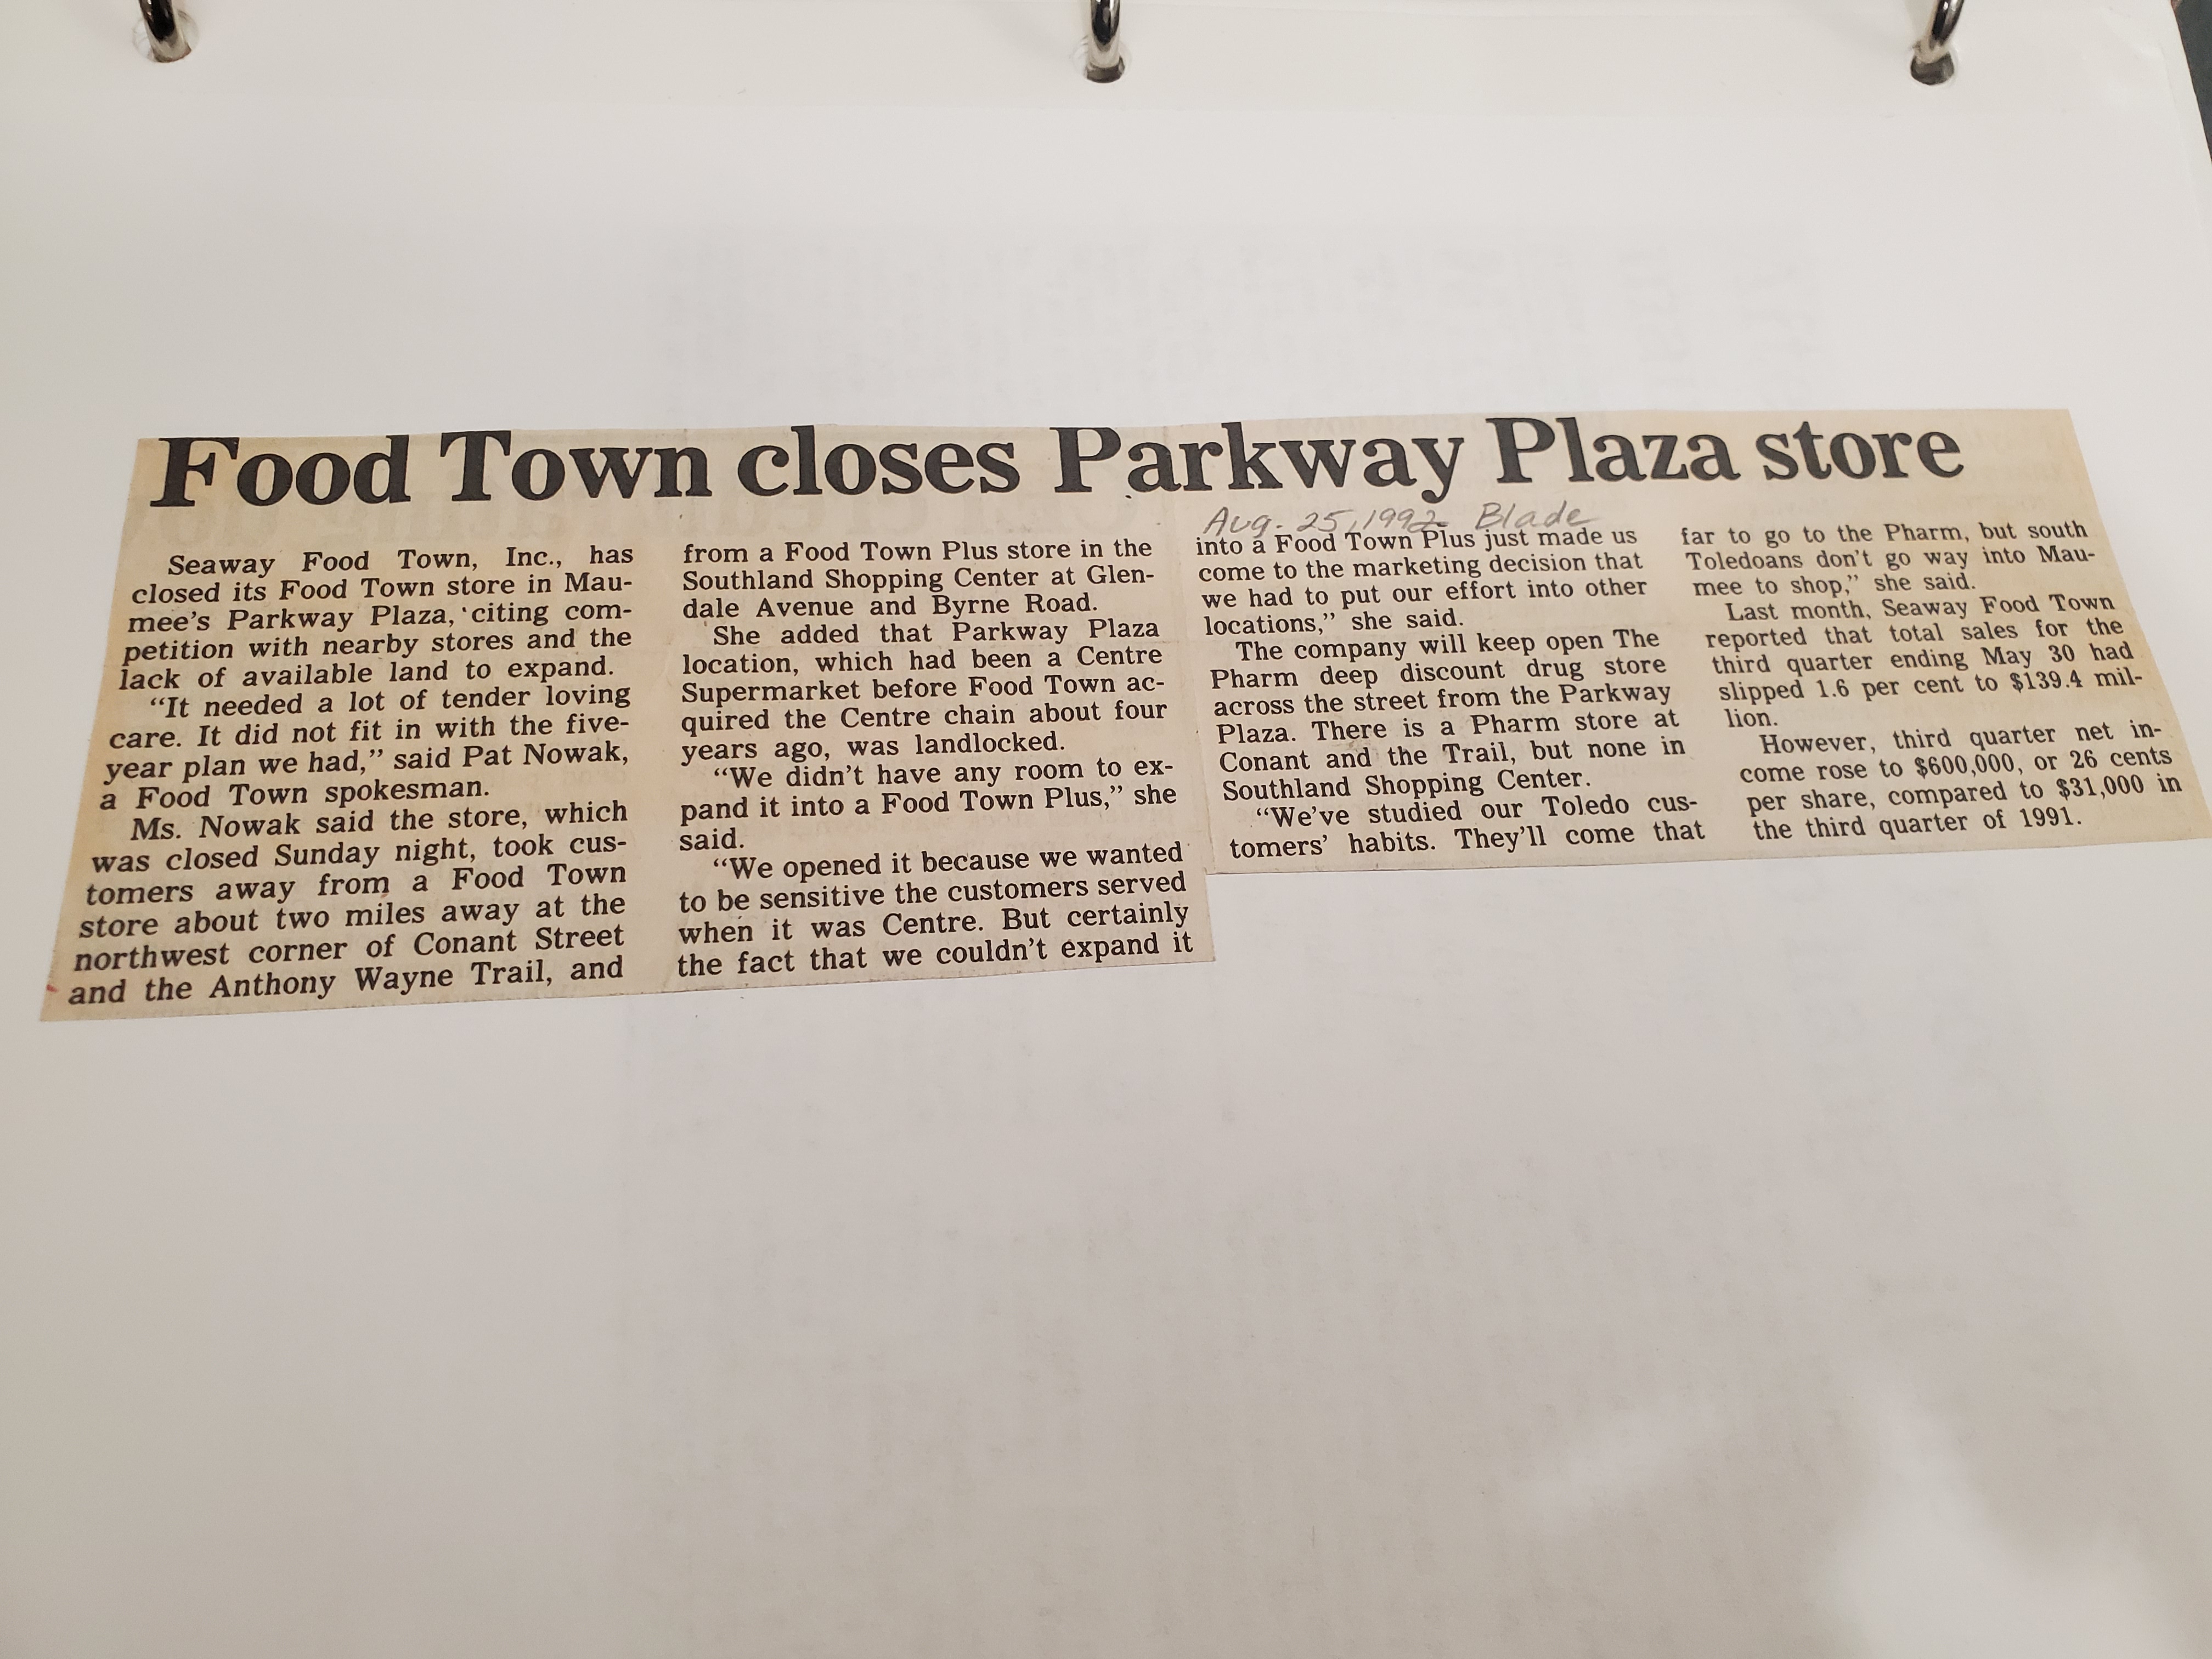 Food Town closes Parkway Plaza store
Aug. 25, 1992 Blade
Seaway Food Town, Inc., has
closed its Food Town store in Mau-
mee's Parkway Plaza, citing com-
petition with nearby stores and the
lack of available land to expand.
“It needed a lot of tender loving
care. It did not fit in with the five-
year plan we had,” said Pat Nowak,
a Food Town spokesman.
Ms. Nowak said the store, which
was closed Sunday night, took cus-
tomers away from a Food Town
store about two miles away at the
northwest corner of Conant Street
and the Anthony Wayne Trail, and
from a Food Town Plus store in the
Southland Shopping Center at Glen-
dale Avenue and Byrne Road.
She added that Parkway Plaza
location, which had been a Centre
Supermarket before Food Town ac-
quired the Centre chain about four
years ago, was landlocked.
“We didn't have any room to ex-
pand it into a Food Town Plus,” she
said.
“We opened it because we wanted
to be sensitive the customers served
when it was Centre. But certainly
the fact that we couldn't expand it
into a Food Town Plus just made us
come to the marketing decision that
we had to put our effort into other
locations,” she said.
The company will keep open The
Pharm deep discount drug store
across the street from the Parkway
Plaza. There is a Pharm store at
Conant and the Trail, but none in
Southland Shopping Center.
“We've studied our Toledo cus-
tomers' habits. They'll come that
far to go to the Pharm, but south
Toledoans don't go way into Mau-
mee to shop,” she said.
Last month, Seaway Food Town
reported that total sales for the
third quarter ending May 30 had
slipped 1.6 per cent to $139.4 mil-
lion.
However, third quarter net in-
come rose to $600,000, or 26 cents
per share, compared to $31,000 in
the third quarter of 1991.